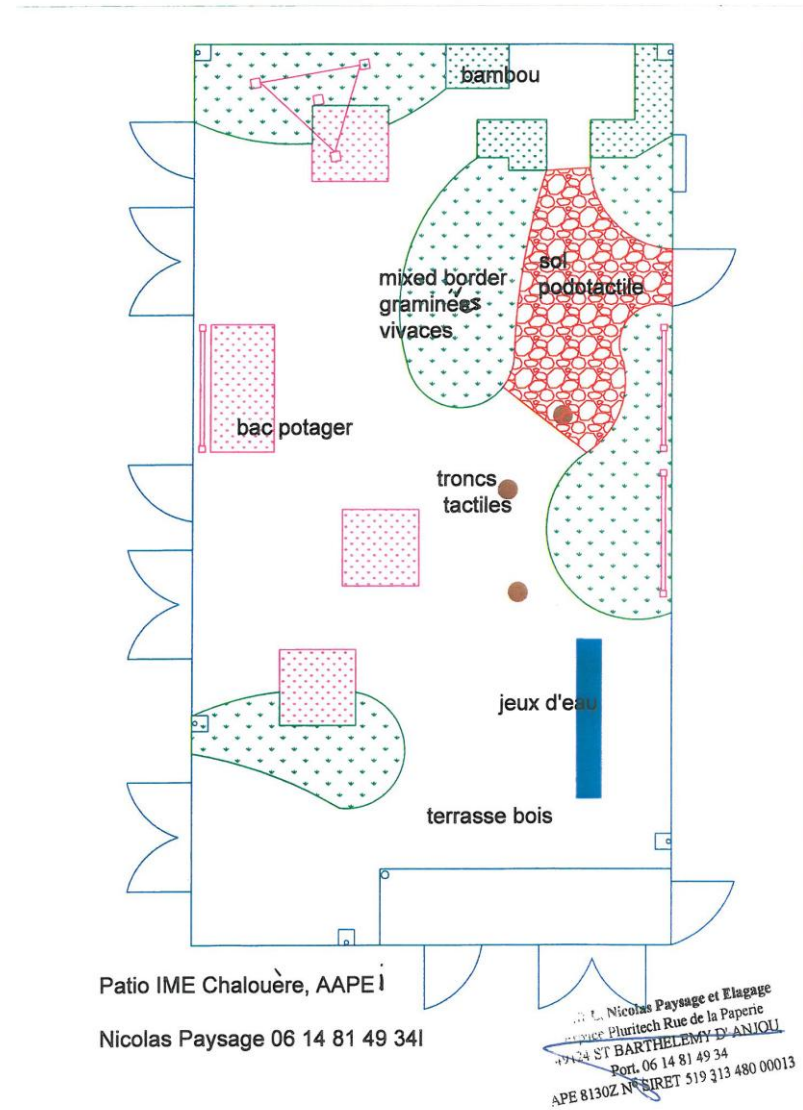 bambou
sol
podotactile
mixed border
graminées
vivaces
bac potager
troncs
tactiles
jeux d'eau
terrasse bois
Patio IME Chalouère, AAPEi
Nicolas Paysage 06 14 81 49 34
Nicolas Paysage et Elagage
Pluritech Rue de la Paperie
49124 ST BARTHELEMY D'ANJOU
Port. 06 14 81 49 34
APE 8130Z N° SIRET 519 313 480 00013